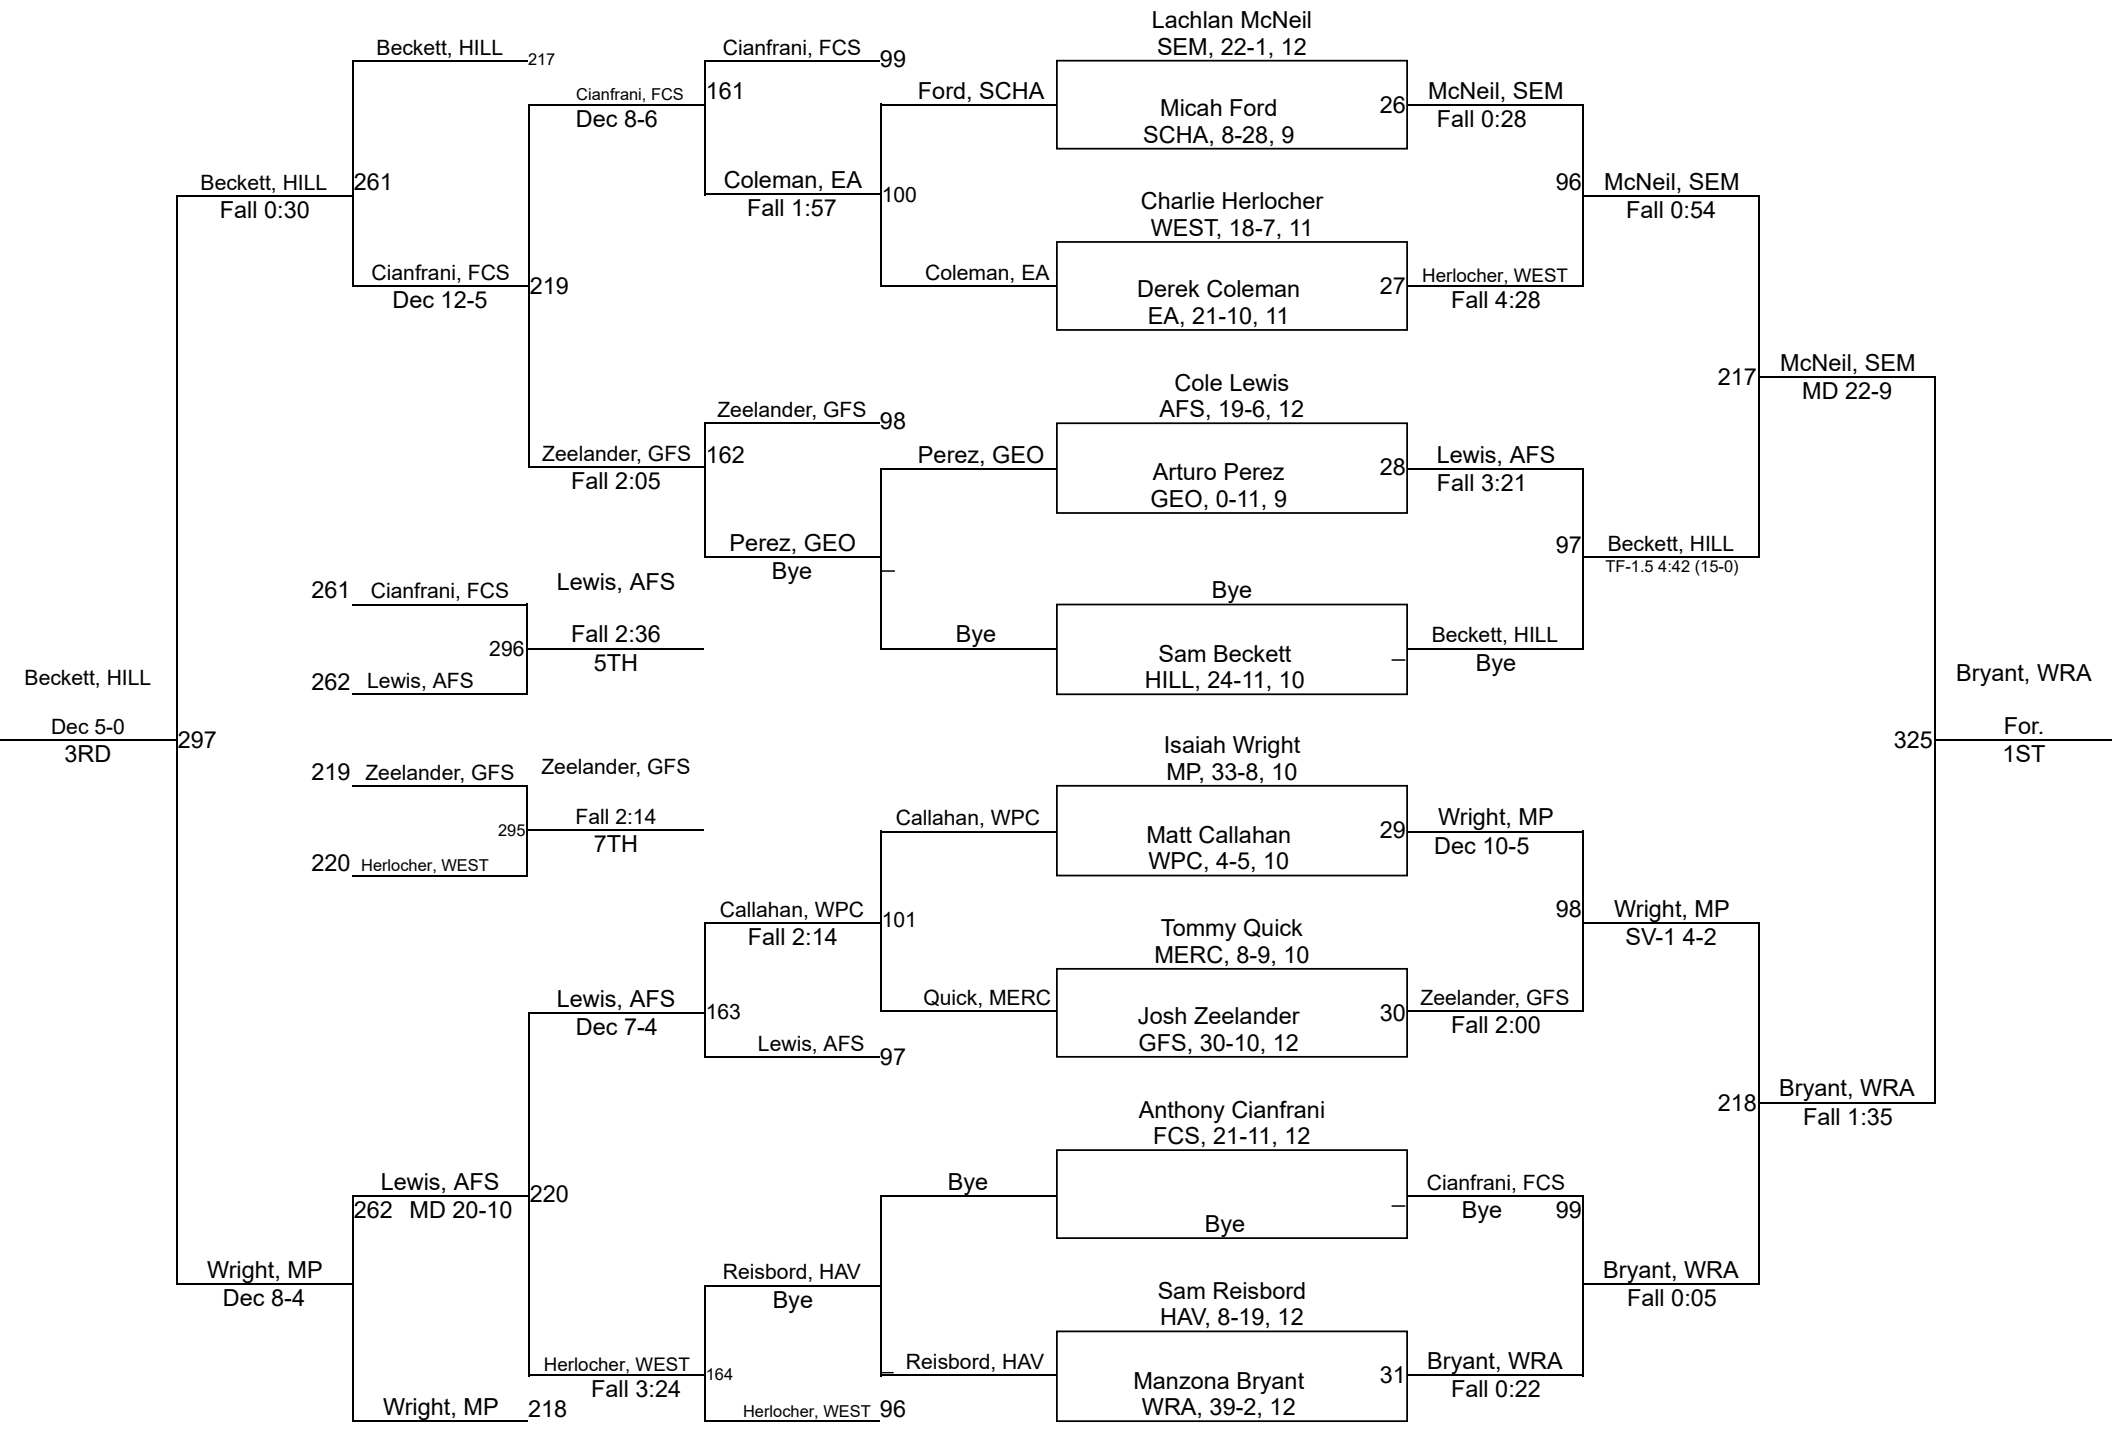 Lachlan McNeil
SEM, 22-1, 12
Beckett, HILL
217
Cianfrani, FCS
99
Cianfrani, FCS
161
Dec 8-6
Ford, SCHA
Micah Ford
SCHA, 8-28, 9
26
McNeil, SEM
Fall 0:28
Beckett, HILL
261
Fall 0:30
Coleman, EA
100
Fall 1:57
Charlie Herlocher
WEST, 18-7, 11
96
McNeil, SEM
Fall 0:54
Cianfrani, FCS
219
Dec 12-5
Coleman, EA
Derek Coleman
EA, 21-10, 11
27
Herlocher, WEST
Fall 4:28
Cole Lewis
AFS, 19-6, 12
217
McNeil, SEM
MD 22-9
Zeelander, GFS
98
Zeelander, GFS
162
Fall 2:05
Perez, GEO
Arturo Perez
GEO, 0-11, 9
28
Lewis, AFS
Fall 3:21
Perez, GEO
Bye
97
Beckett, HILL
TF-1.5 4:42 (15-0)
261
Cianfrani, FCS
Lewis, AFS
Bye
296
Fall 2:36
5TH
Bye
Sam Beckett
HILL, 24-11, 10
Beckett, HILL
Bye
262
Lewis, AFS
Beckett, HILL
Dec 5-0
3RD
297
Bryant, WRA
325
For.
1ST
219
Zeelander, GFS
Zeelander, GFS
295
Fall 2:14
7TH
220
Herlocher, WEST
Isaiah Wright
MP, 33-8, 10
Callahan, WPC
Matt Callahan
WPC, 4-5, 10
29
Wright, MP
Dec 10-5
Callahan, WPC
101
Fall 2:14
Tommy Quick
MERC, 8-9, 10
98
Wright, MP
SV-1 4-2
Lewis, AFS
163
Dec 7-4
Quick, MERC
Josh Zeelander
GFS, 30-10, 12
30
Zeelander, GFS
Fall 2:00
Lewis, AFS
97
Anthony Cianfrani
FCS, 21-11, 12
218
Bryant, WRA
Fall 1:35
Lewis, AFS
220
262
MD 20-10
Bye
Bye
Cianfrani, FCS
Bye
99
Wright, MP
Dec 8-4
Reisbord, HAV
Bye
Sam Reisbord
HAV, 8-19, 12
Bryant, WRA
Fall 0:05
Herlocher, WEST
164
Fall 3:24
Reisbord, HAV
Manzona Bryant
WRA, 39-2, 12
31
Bryant, WRA
Fall 0:22
Wright, MP
218
Herlocher, WEST
96